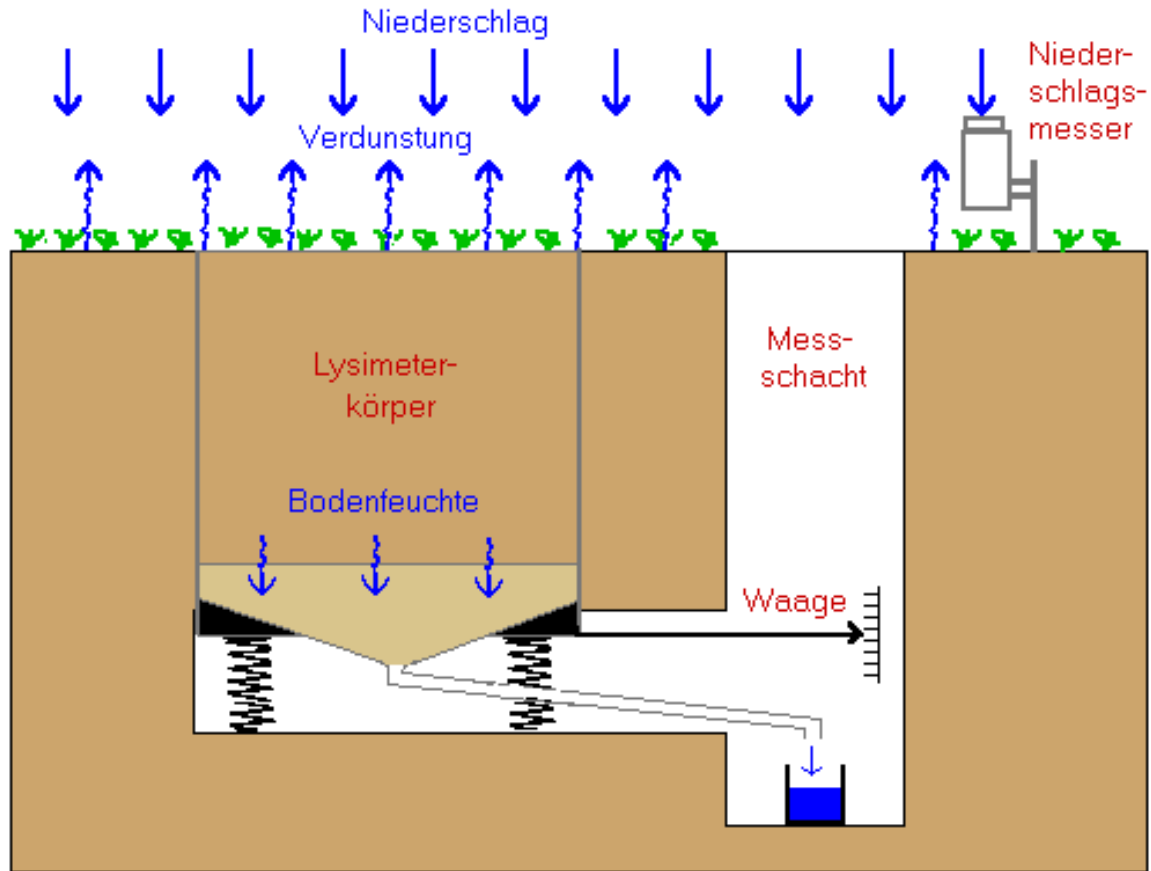 Niederschlag
Nieder-
schlags-
messer
Verdunstung
Lysimeter-
körper
Mess-
schacht
Bodenfeuchte
Waage